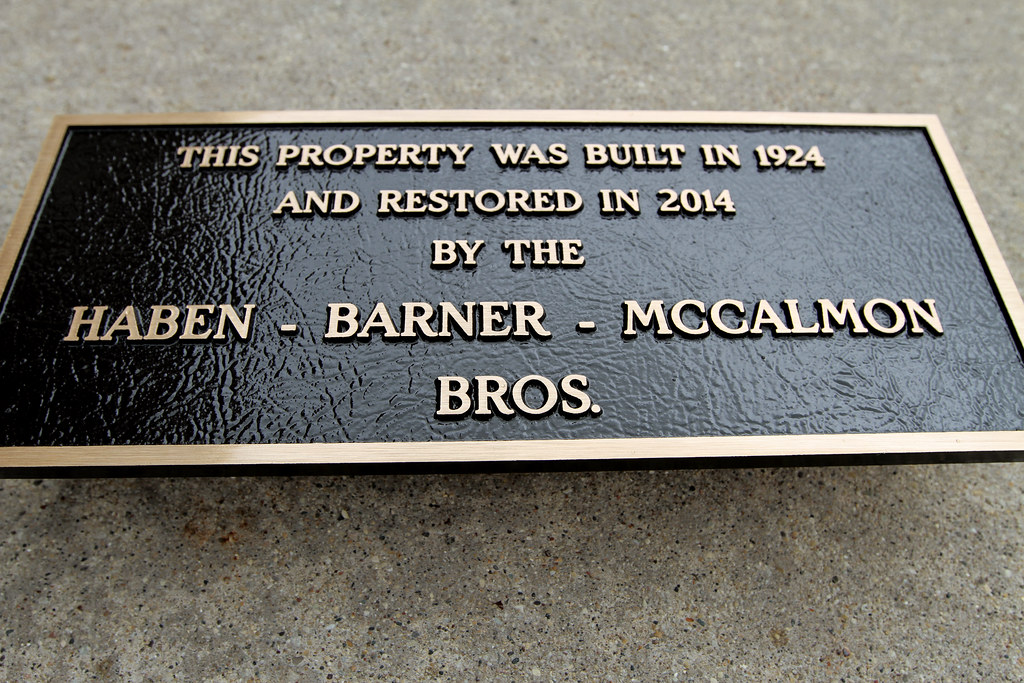 THIS PROPERTY WAS BUILT IN 1924
AND RESTORED IN 2014
BY THE
HABEN - BARNER - MCCALMON
BROS.